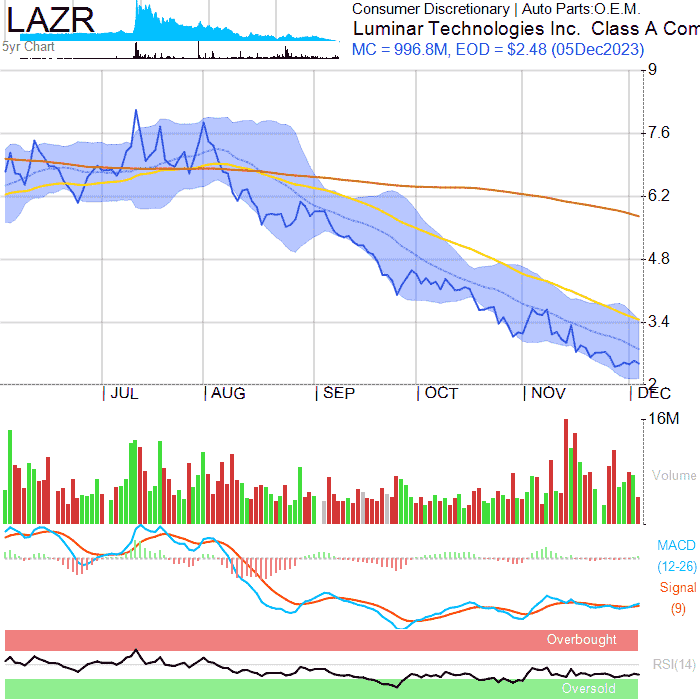 LAZR
5yr Chart
Consumer Discretionary | Auto Parts:O.E.M.
Luminar Technologies Inc.  Class A Com
MC = 996.8M, EOD = $2.48 (05Dec2023)
9
7.6
6.2
4.8
3.4
2
JUL
AUG
SEP
OCT
NOV
DEC
16M
Volume
MACD
(12-26)
Signal
(9)
Overbought
RSI(14)
Oversold